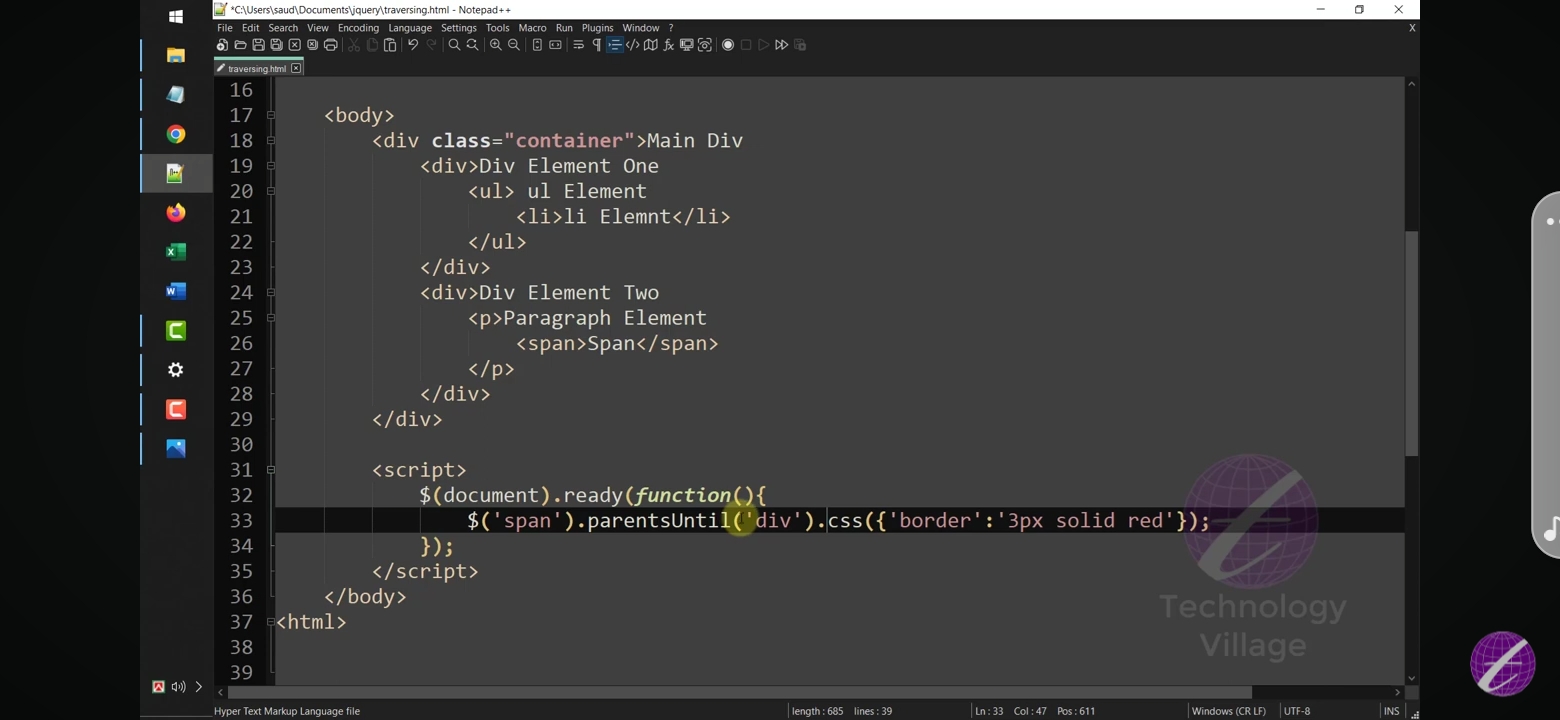 *C:\Users\saud\Documents\jquery\traversing.html - Notepad++
File Edit Search View Encoding Language Settings Tools Macro Run Plugins Window ? X
traversing.html
16
17 <body>
18 <div class="container">Main Div
19 <div>Div Element One
20 <ul> ul Element
21 <li>li Elemnt</li>
22 </ul>
23 </div>
24 <div>Div Element Two
25 <p>Paragraph Element
26 <span>Span</span>
27 </p>
28 </div>
29 </div>
30
31 <script>
32 $(document).ready(function(){
33 $('span').parentsUntil('div').css({'border':'3px solid red'});
34 });
35 </script>
36 </body>
37 <html>
38
39
Technology
Village
Hyper Text Markup Language file length : 685 lines : 39 Ln : 33 Col : 47 Pos : 611 Windows (CR LF) UTF-8 INS